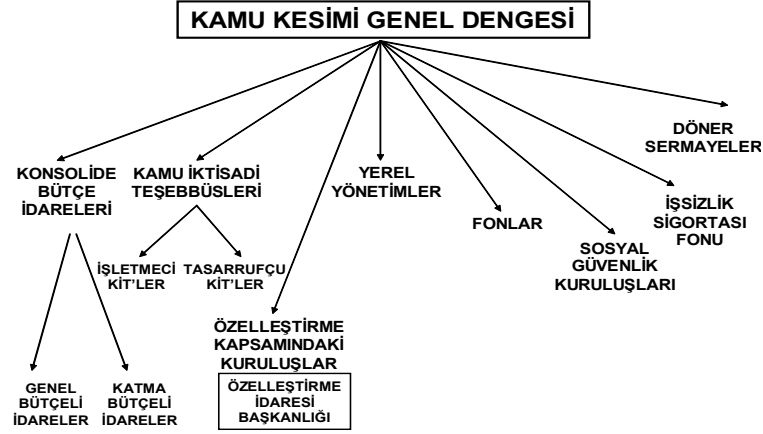 KAMU KESİMİ GENEL DENGESİ
KONSOLİDE
BÜTÇE
İDARELERİ
KAMU İKTİSADİ
TEŞEBBÜSLERİ
YEREL
YÖNETİMLER
FONLAR
SOSYAL
GÜVENLİK
KURULUŞLARI
İŞSİZLİK
SİGORTASI
FONU
DÖNER
SERMAYELER
İŞLETMECİ
KİT'LER
TASARRUFÇU
KİT'LER
ÖZELLEŞTİRME
KAPSAMINDAKİ
KURULUŞLAR
ÖZELLEŞTİRME
İDARESİ
BAŞKANLIĞI
GENEL
BÜTÇELİ
İDARELER
KATMA
BÜTÇELİ
İDARELER